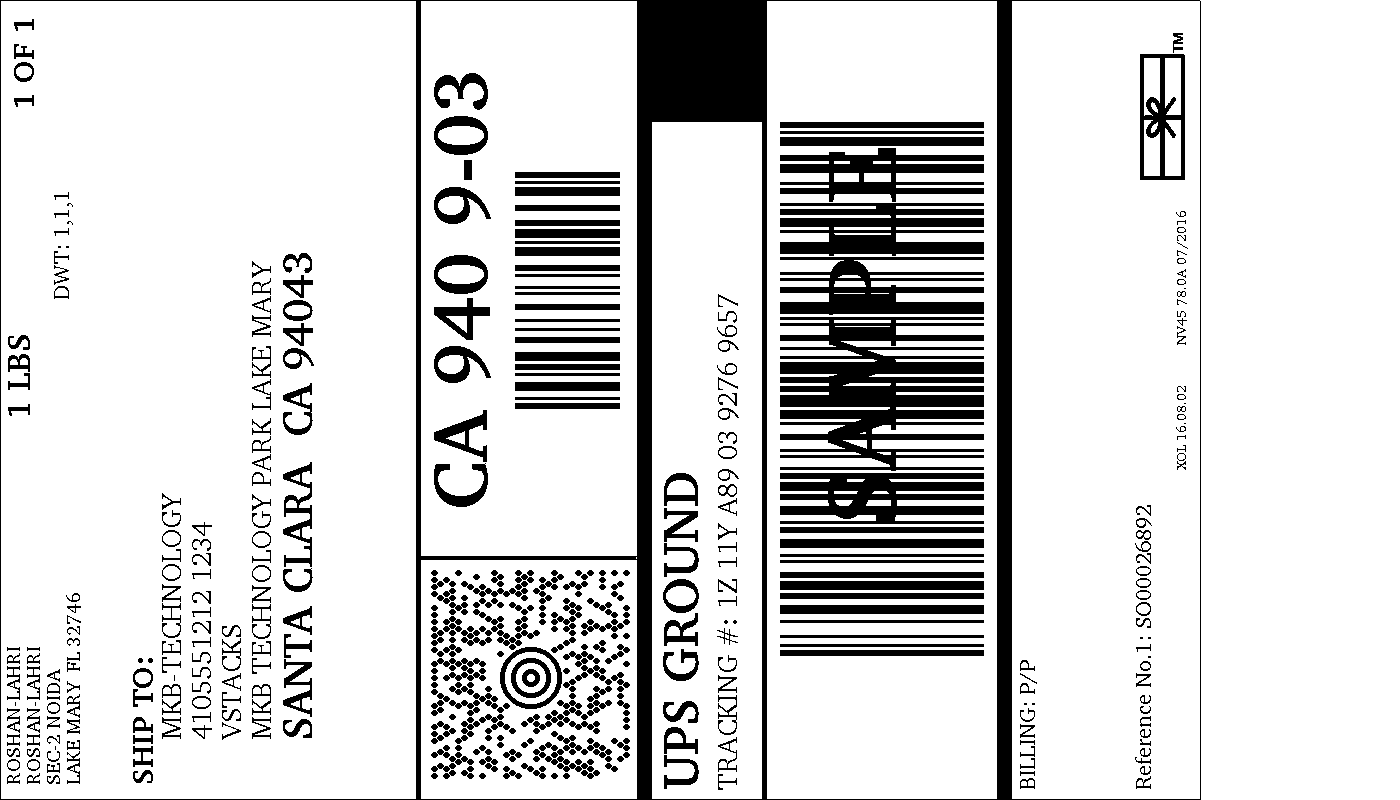 ROSHAN-LAHRI
ROSHAN-LAHRI
SEC-2 NOIDA
LAKE MARY FL 32746
1 LBS
1 OF 1
DWT: 1,1,1
SHIP TO:
MKB-TECHNOLOGY
4105551212 1234
VSTACKS
MKB TECHNOLOGY PARK LAKE MARY
SANTA CLARA CA 94043
CA 940 9-03
UPS GROUND
TRACKING #: 1Z 11Y A89 03 9276 9657
SAMPLE
BILLING: P/P
Reference No.1: SO00026892
XOL 16.08.02 NV45 78.0A 07/2016
TM